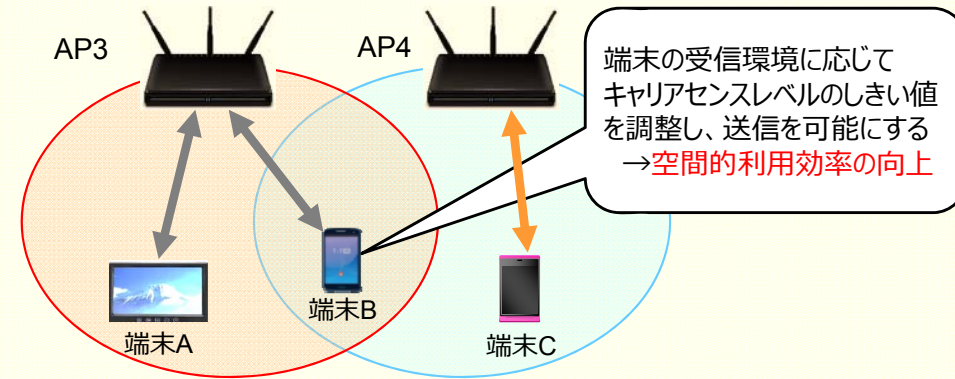 AP3
AP4
端末の受信環境に応じて
キャリアセンスレベルのしきい値
を調整し、送信を可能にする
→空間的利用効率の向上
端末A
端末B
端末C